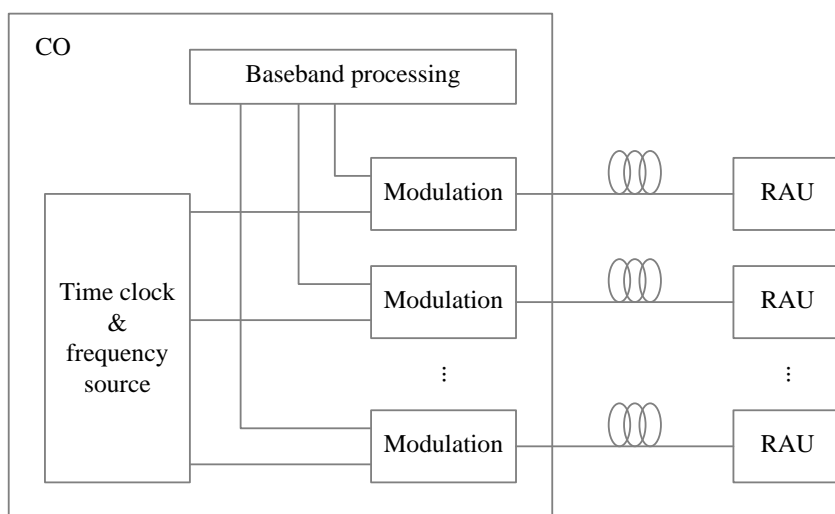 CO
Baseband processing
Modulation
RAU
Time clock
&
frequency
source
Modulation
RAU
...
...
Modulation
RAU